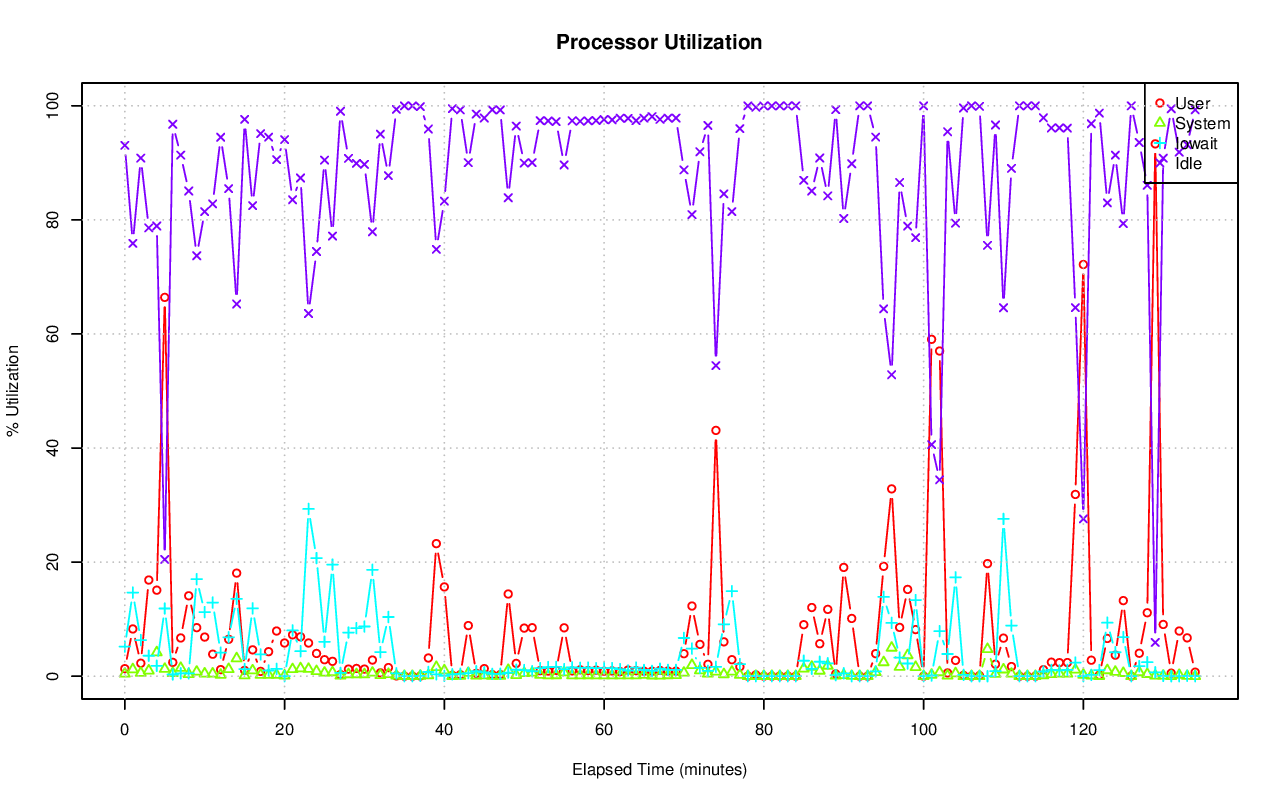 Processor Utilization
% Utilization
100
80
60
40
20
0
User
System
Iowait
Idle
0 20 40 60 80 100 120
Elapsed Time (minutes)